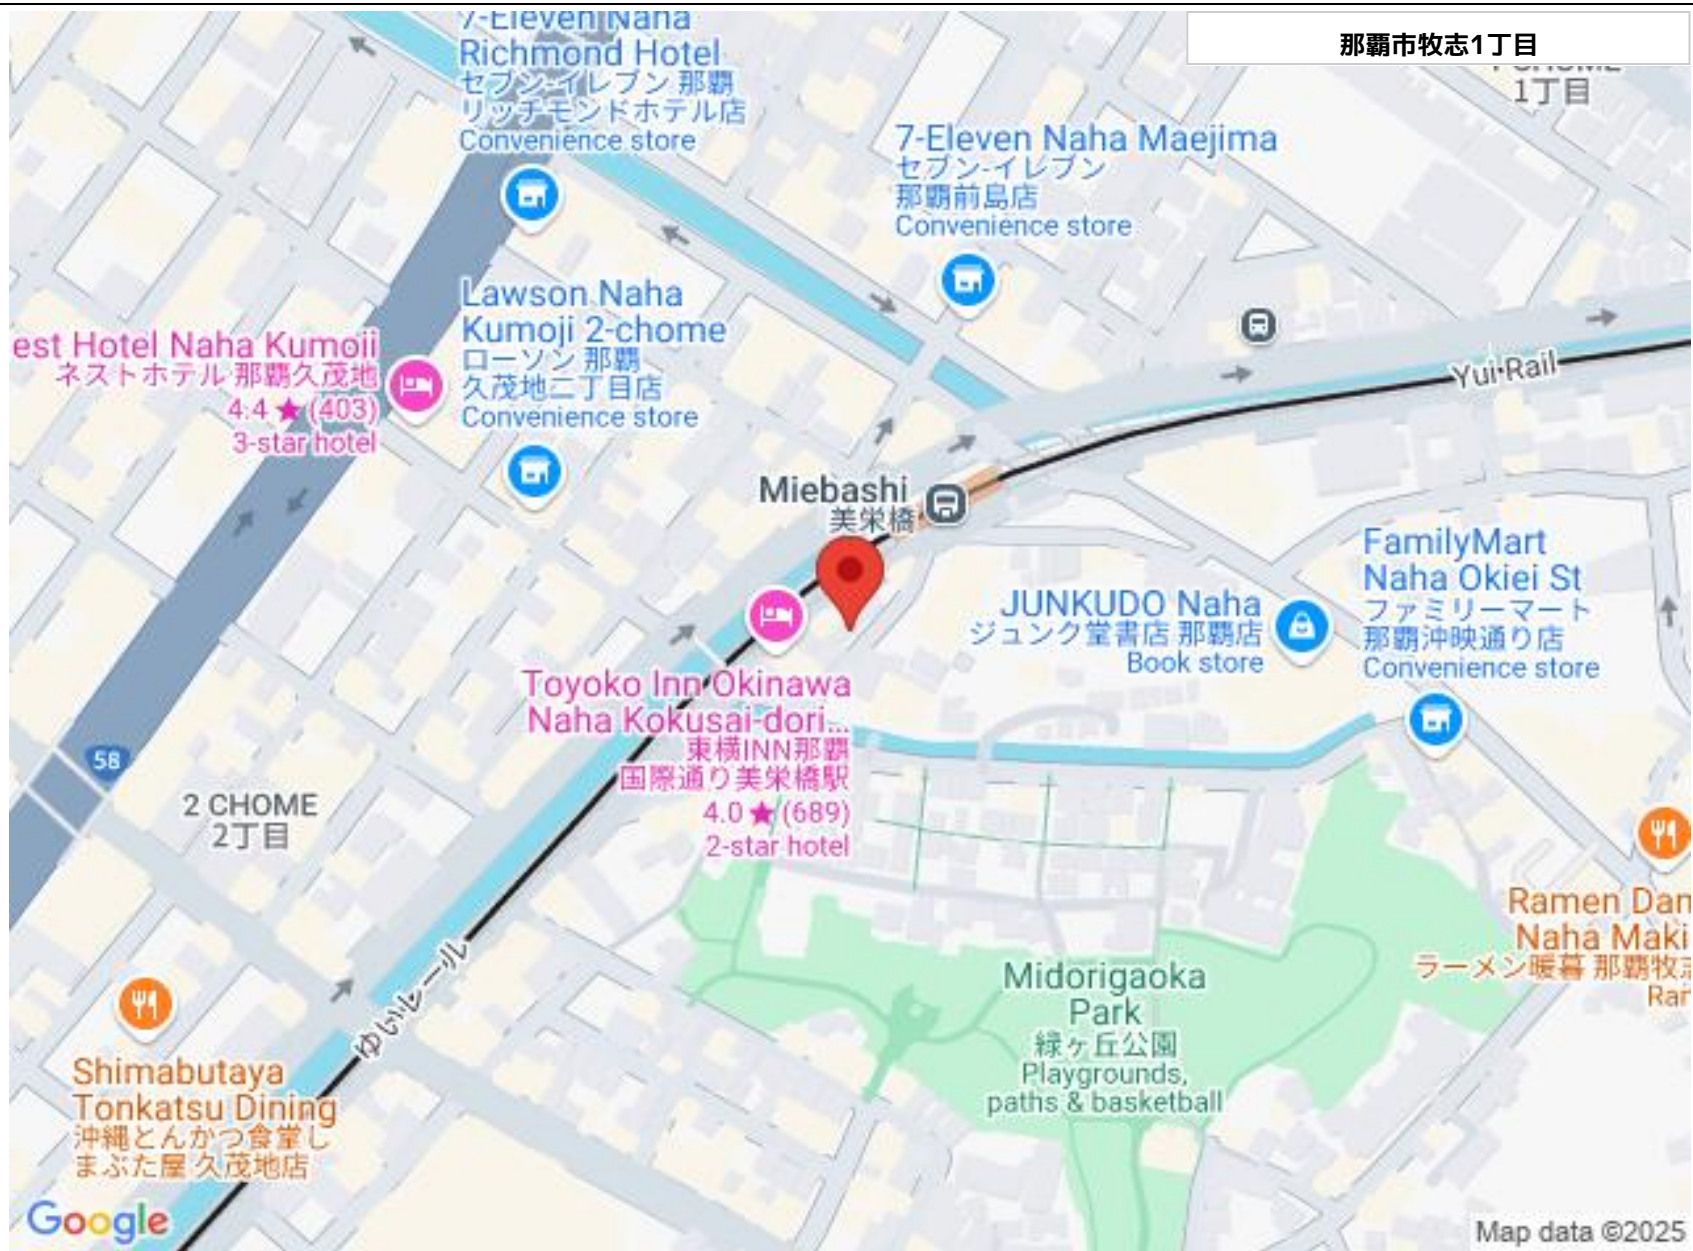 那覇市牧志1丁目
7-Eleven Naha
Richmond Hotel
セブン-イレブン 那覇
リッチモンドホテル店
Convenience store
1丁目
7-Eleven Naha Maejima
セブン-イレブン
那覇前島店
Convenience store
Lawson Naha
Kumoji 2-chome
ローソン 那覇
久茂地二丁目店
Convenience store
est Hotel Naha Kumoji
ネストホテル 那覇久茂地
4.4 ★ (403)
3-star hotel
Yui Rail
Miebashi
美栄橋
FamilyMart
Naha Okiei St
ファミリーマート
那覇沖映通り店
Convenience store
JUNKUDO Naha
ジュンク堂書店 那覇店
Book store
Toyoko Inn Okinawa
Naha Kokusai-dori...
東横INN那覇
国際通り美栄橋駅
4.0 ★ (689)
2-star hotel
58
2 CHOME
2丁目
Ramen Dan
Naha Maki
ラーメン暖暮 那覇牧志
Ran
ゆいレール
Midorigaoka
Park
緑ヶ丘公園
Playgrounds,
paths & basketball
Shimabutaya
Tonkatsu Dining
沖縄とんかつ食堂し
まぶた屋 久茂地店
Google
Map data ©2025